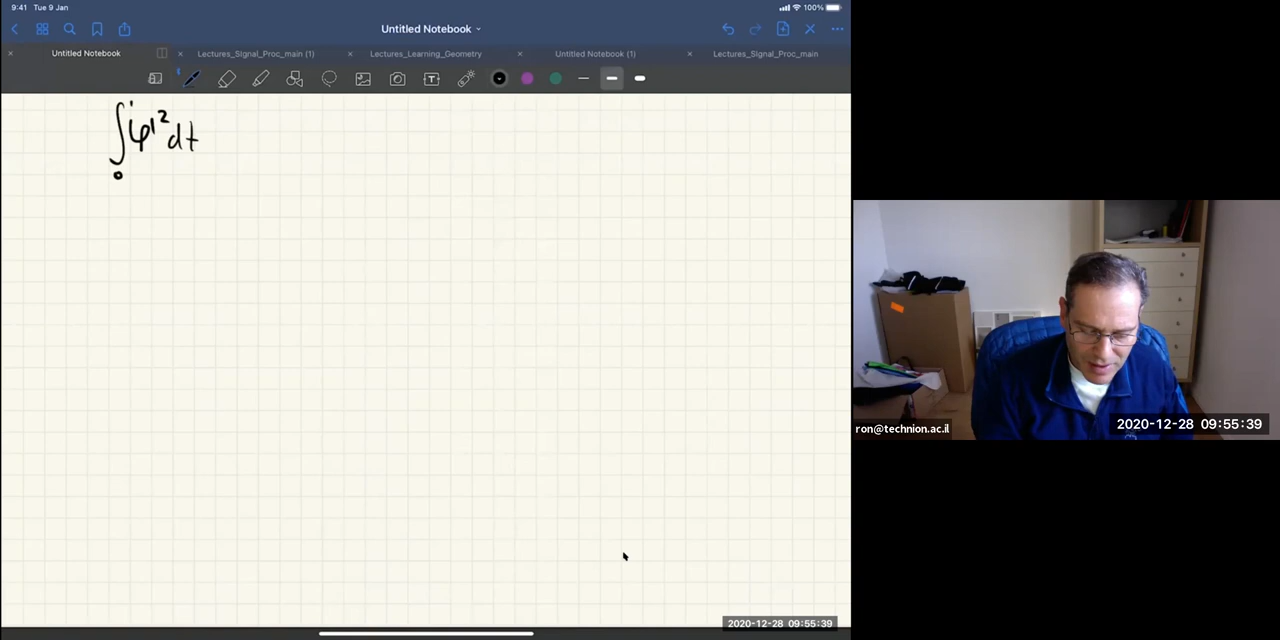 9:41 Tue 9 Jan 100%
Untitled Notebook
Untitled Notebook Lectures_SIgnal_Proc_main (1) Lectures_Learning_Geometry Untitled Notebook (1) Lectures_SIgnal_Proc_main
T
∫₀¹ |φ|² dt
ron@technion.ac.il
2020-12-28 09:55:39
2020-12-28 09:55:39